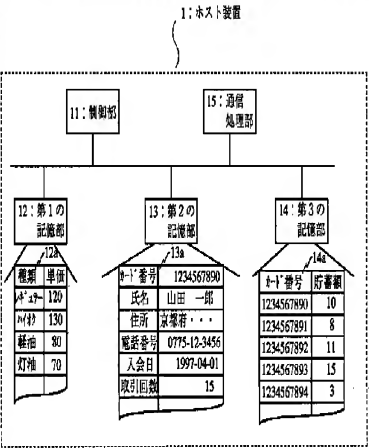 1:ホスト装置
11:制御部
15:通信
処理部
12:第1の
記憶部
13:第2の
記憶部
14:第3の
記憶部
12a
種類 単価
レギュラー 120
ハイオク 130
軽油 80
灯油 70
13a
カード番号 1234567890
氏名 山田 一郎
住所 京都府・・・
電話番号 0775-12-3456
入会日 1997-04-01
取引回数 15
14a
カード番号 貯蓄額
1234567890 10
1234567891 8
1234567892 11
1234567893 15
1234567894 3